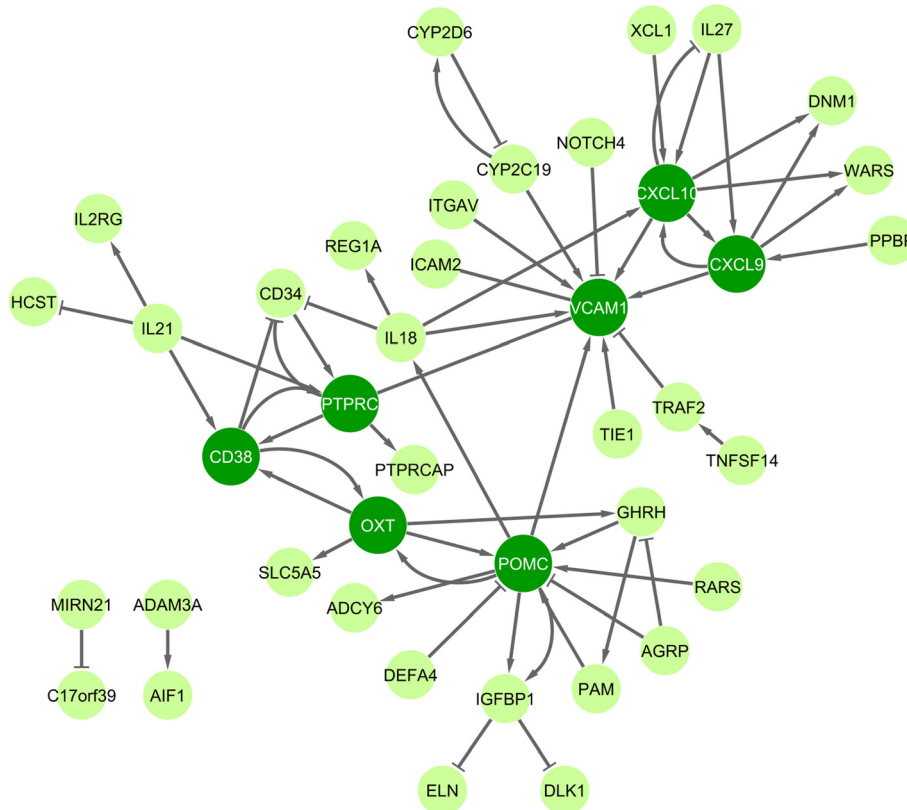 XCL1
IL27
CYP2D6
DNM1
NOTCH4
CYP2C19
WARS
CXCL10
ITGAV
IL2RG
REG1A
PPBP
ICAM2
CXCL9
CD34
HCST
VCAM1
IL21
IL18
PTPRC
TRAF2
TIE1
CD38
TNFSF14
PTPRCAP
GHRH
OXT
POMC
SLC5A5
RARS
MIRN21
ADAM3A
ADCY6
AGRP
DEFA4
PAM
C17orf39
AIF1
IGFBP1
ELN
DLK1